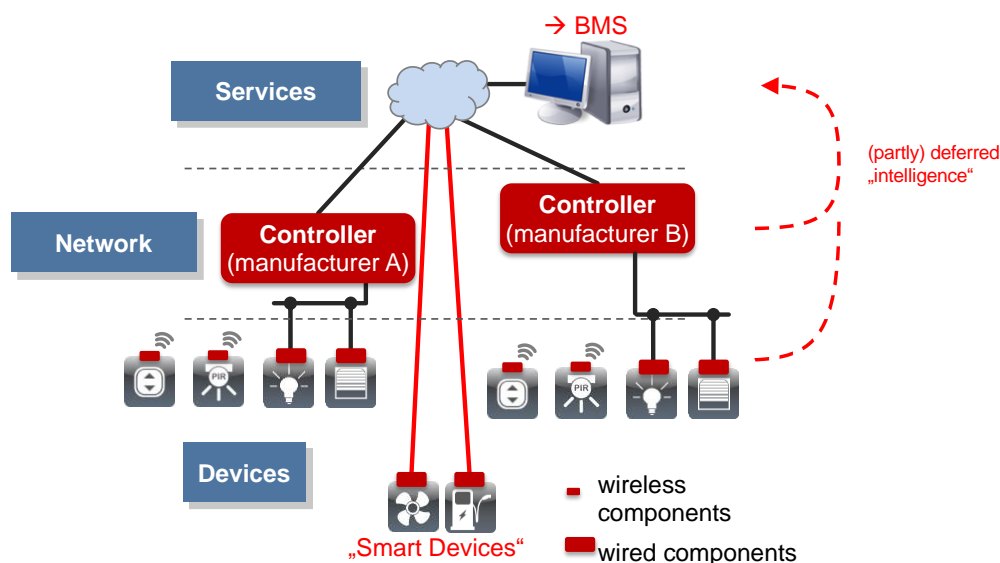 → BMS
Services
(partly) deferred
„intelligence“
Controller
(manufacturer A)
Controller
(manufacturer B)
Network
PIR
PIR
Devices
„Smart Devices“
wireless
components
wired components